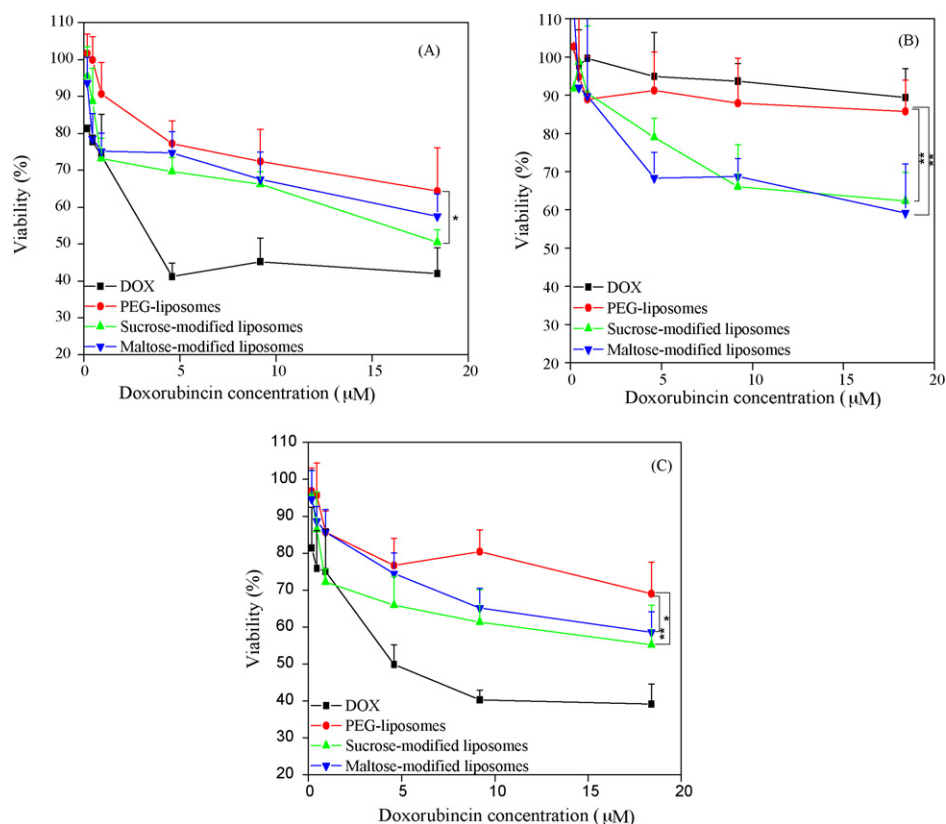 110
100
90
80
70
60
50
40
30
20
Viability (%)
(A)
*
DOX
PEG-liposomes
Sucrose-modified liposomes
Maltose-modified liposomes
0 5 10 15 20
Doxorubincin concentration (μM)
110
100
90
80
70
60
50
40
30
20
Viability (%)
(B)
**
**
DOX
PEG-liposomes
Sucrose-modified liposomes
Maltose-modified liposomes
0 5 10 15 20
Doxorubincin concentration (μM)
110
100
90
80
70
60
50
40
30
20
Viability (%)
(C)
*
**
DOX
PEG-liposomes
Sucrose-modified liposomes
Maltose-modified liposomes
0 5 10 15 20
Doxorubincin concentration (μM)